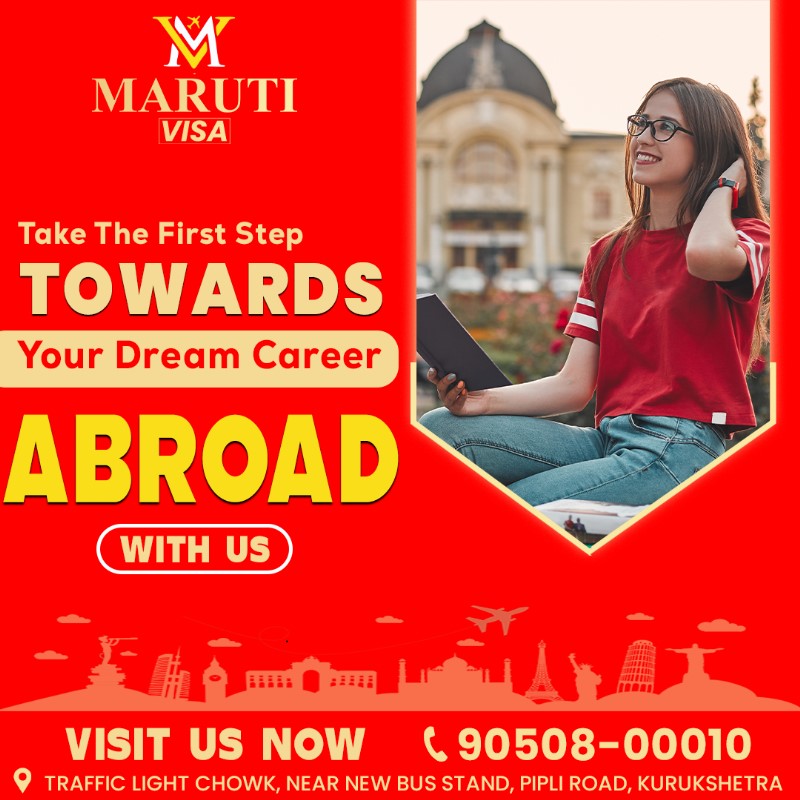 MARUTI
VISA
Take The First Step
TOWARDS
Your Dream Career
ABROAD
WITH US
VISIT US NOW
90508-00010
TRAFFIC LIGHT CHOWK, NEAR NEW BUS STAND, PIPLI ROAD, KURUKSHETRA